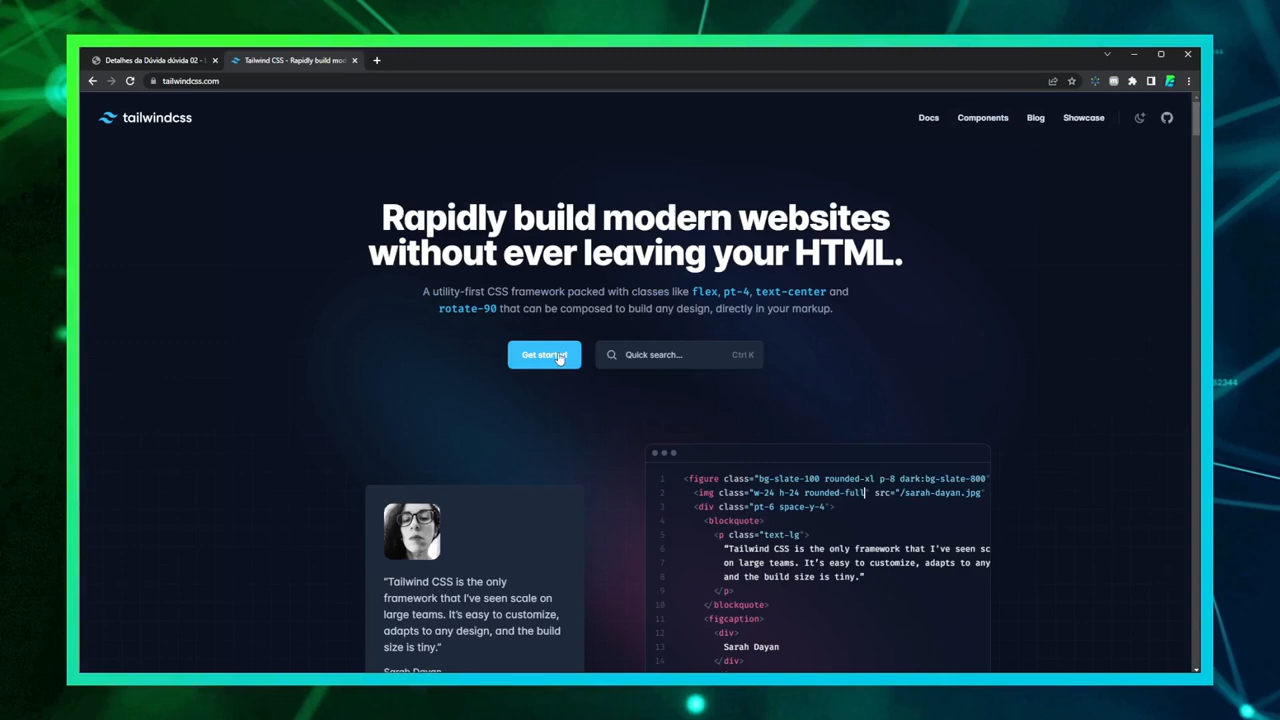 Detalhes da Dúvida dúvida 02 -
Tailwind CSS - Rapidly build mod
tailwindcss.com
tailwindcss
Docs
Components
Blog
Showcase
Rapidly build modern websites
without ever leaving your HTML.
A utility-first CSS framework packed with classes like flex, pt-4, text-center and
rotate-90 that can be composed to build any design, directly in your markup.
Get started
Quick search...
Ctrl K
"Tailwind CSS is the only
framework that I've seen scale on
large teams. It's easy to customize,
adapts to any design, and the build
size is tiny."
Sarah Dayan
1 <figure class="bg-slate-100 rounded-xl p-8 dark:bg-slate-800"
2 <img class="w-24 h-24 rounded-full" src="/sarah-dayan.jpg"
3 <div class="pt-6 space-y-4">
4 <blockquote>
5 <p class="text-lg">
6 "Tailwind CSS is the only framework that I've seen sc
7 on large teams. It's easy to customize, adapts to any
8 and the build size is tiny."
9 </p>
10 </blockquote>
11 <figcaption>
12 <div>
13 Sarah Dayan
14 </div>